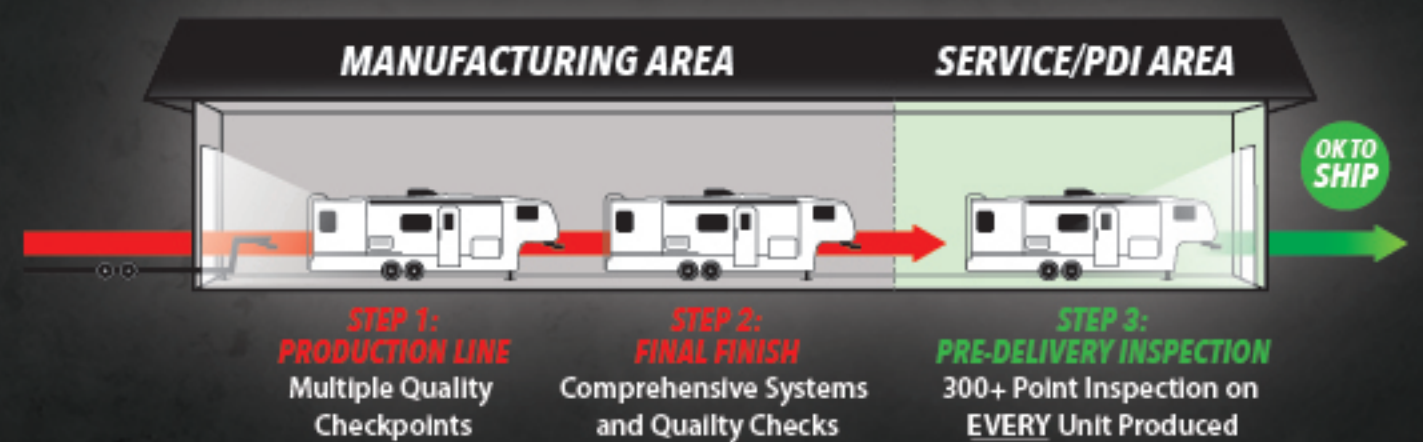 MANUFACTURING AREA
SERVICE/PDI AREA
OK TO
SHIP
STEP 1:
PRODUCTION LINE
Multiple Quality
Checkpoints
STEP 2:
FINAL FINISH
Comprehensive Systems
and Quality Checks
STEP 3:
PRE-DELIVERY INSPECTION
300+ Point Inspection on
EVERY Unit Produced